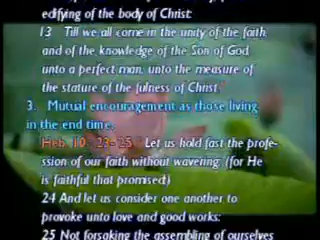 edifying of the body of Christ:
13 Till we all come in the unity of the faith,
and of the knowledge of the Son of God,
unto a perfect man, unto the measure of
the stature of the fulness of Christ."
3. Mutual encouragement as those living
in the end time.
Heb. 10: 23-25 "Let us hold fast the profe-
ssion of our faith without wavering; (for He
is faithful that promised;)
24 And let us consider one another to
provoke unto love and good works:
25 Not forsaking the assembling of ourselves